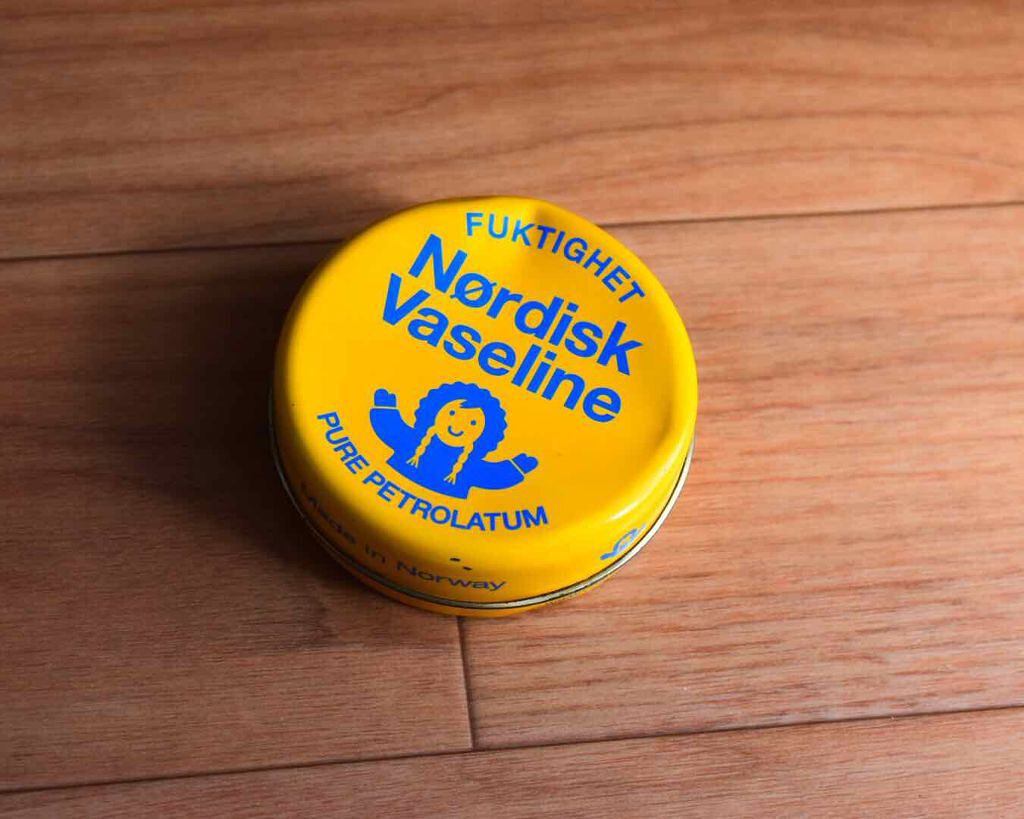 FUKTIGHET
Nørdisk
Vaseline
PURE PETROLATUM
Made in Norway